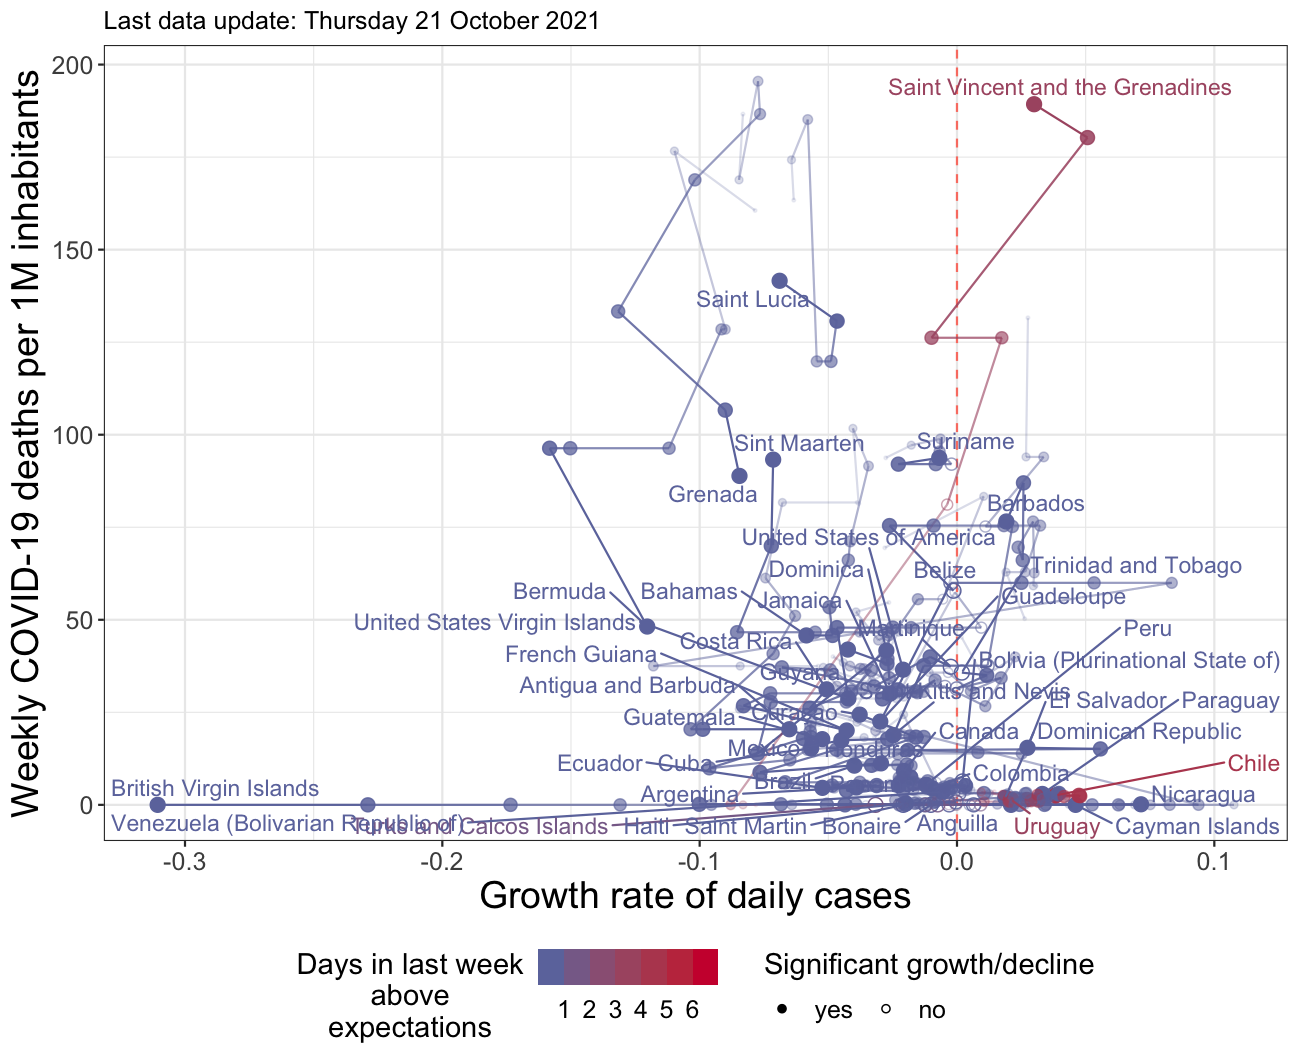 Last data update: Thursday 21 October 2021
Weekly COVID-19 deaths per 1M inhabitants
200
150
100
50
0
Saint Vincent and the Grenadines
Saint Lucia
Sint Maarten
Suriname
Grenada
Barbados
United States of America
Dominica
Belize
Trinidad and Tobago
Bermuda
Bahamas
Jamaica
Guadeloupe
United States Virgin Islands
Martinique
Peru
Costa Rica
French Guiana
Bolivia (Plurinational State of)
Guyana
Antigua and Barbuda
Saint Kitts and Nevis
El Salvador
Paraguay
Guatemala
Curacao
Canada
Dominican Republic
Mexico
Honduras
Ecuador
Cuba
Chile
Colombia
Brazil
British Virgin Islands
Argentina
Nicaragua
Venezuela (Bolivarian Republic of)
Turks and Caicos Islands
Haiti
Saint Martin
Bonaire
Anguilla
Uruguay
Cayman Islands
-0.3
-0.2
-0.1
0.0
0.1
Growth rate of daily cases
Days in last week
above
expectations
1 2 3 4 5 6
Significant growth/decline
yes
no